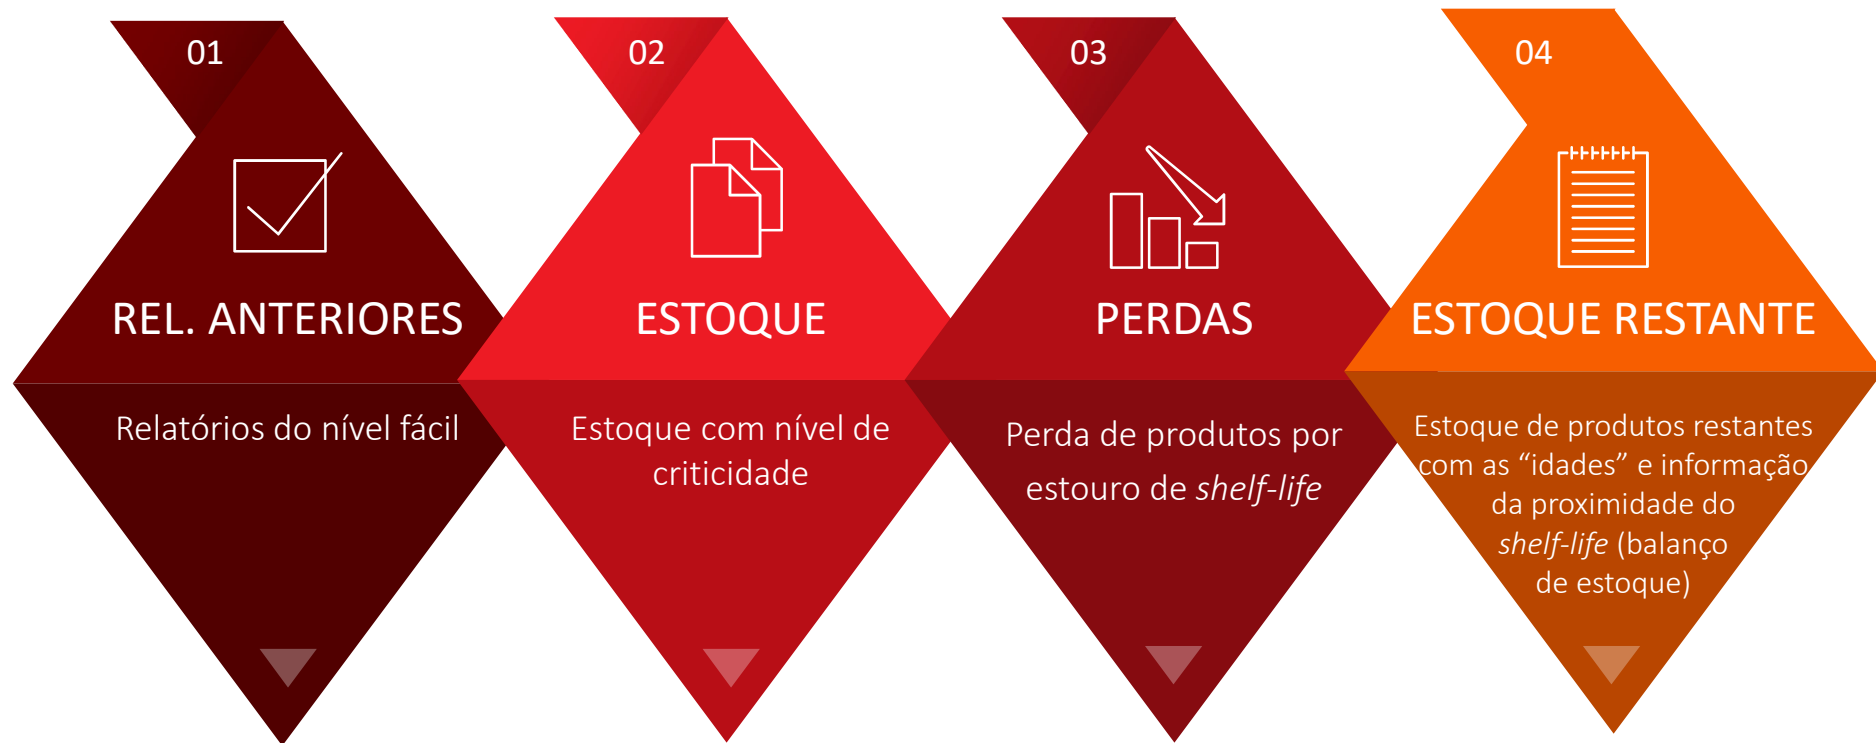 01
REL. ANTERIORES
Relatórios do nível fácil
02
ESTOQUE
Estoque com nível de
criticidade
03
PERDAS
Perda de produtos por
estouro de shelf-life
04
ESTOQUE RESTANTE
Estoque de produtos restantes
com as “idades” e informação
da proximidade do
shelf-life (balanço
de estoque)